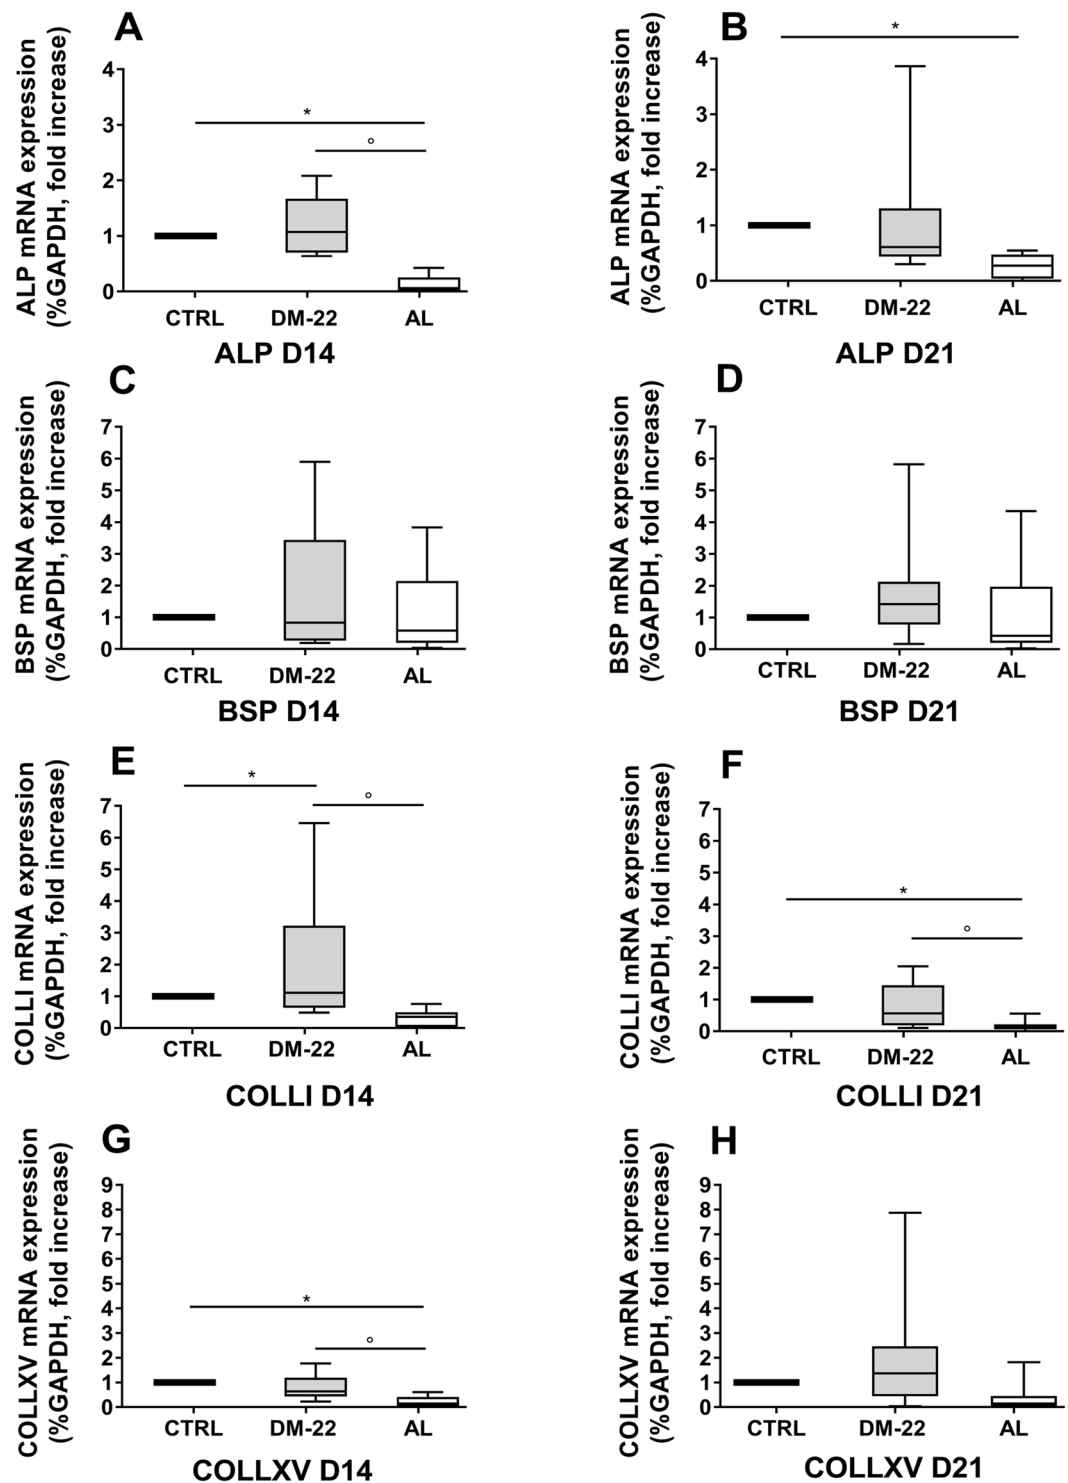 A
ALP mRNA expression
(%GAPDH, fold increase)
4
3
2
1
0
*
°
CTRL DM-22 AL
ALP D14
B
ALP mRNA expression
(%GAPDH, fold increase)
4
3
2
1
0
*
CTRL DM-22 AL
ALP D21
C
BSP mRNA expression
(%GAPDH, fold increase)
7
6
5
4
3
2
1
0
CTRL DM-22 AL
BSP D14
D
BSP mRNA expression
(%GAPDH, fold increase)
7
6
5
4
3
2
1
0
CTRL DM-22 AL
BSP D21
E
COLLI mRNA expression
(%GAPDH, fold increase)
7
6
5
4
3
2
1
0
*
°
CTRL DM-22 AL
COLLI D14
F
COLLI mRNA expression
(%GAPDH, fold increase)
7
6
5
4
3
2
1
0
*
°
CTRL DM-22 AL
COLLI D21
G
COLLXV mRNA expression
(%GAPDH, fold increase)
9
8
7
6
5
4
3
2
1
0
*
°
CTRL DM-22 AL
COLLXV D14
H
COLLXV mRNA expression
(%GAPDH, fold increase)
9
8
7
6
5
4
3
2
1
0
CTRL DM-22 AL
COLLXV D21